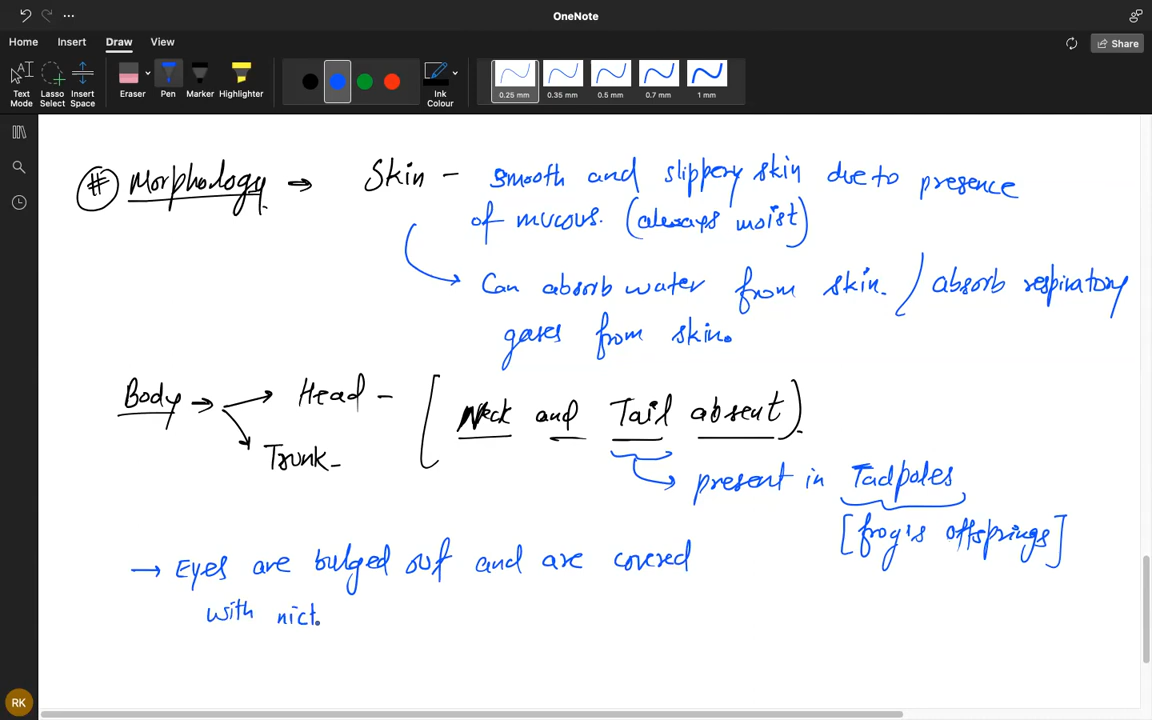 OneNote
Home Insert Draw View
Share
Text Mode
Lasso Select
Insert Space
Eraser
Pen
Marker
Highlighter
Ink Colour
0.25 mm 0.35 mm 0.5 mm 0.7 mm 1 mm
# Morphology → Skin - Smooth and slippery skin due to presence
of mucous. (always moist)
Can absorb water from skin. / absorb respiratory
gases from skin.
Body → Head - [Neck and Tail absent).
Trunk -
present in Tadpoles
[frog's offsprings]
→ Eyes are bulged out and are covered
with nict
RK